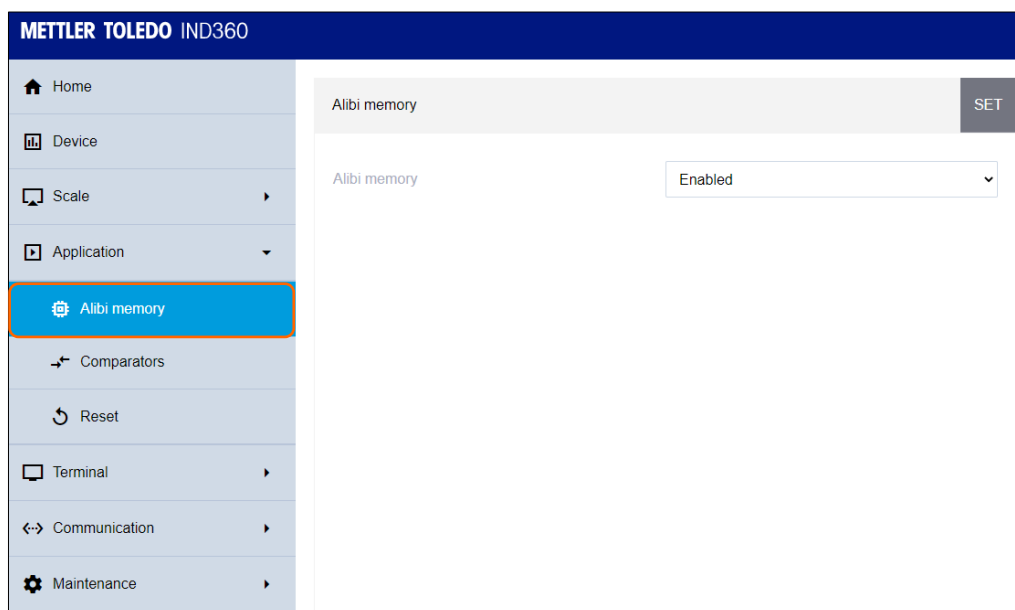 METTLER TOLEDO IND360
Home
Device
Scale
Application
Alibi memory
Comparators
Reset
Terminal
Communication
Maintenance
Alibi memory
SET
Alibi memory
Enabled